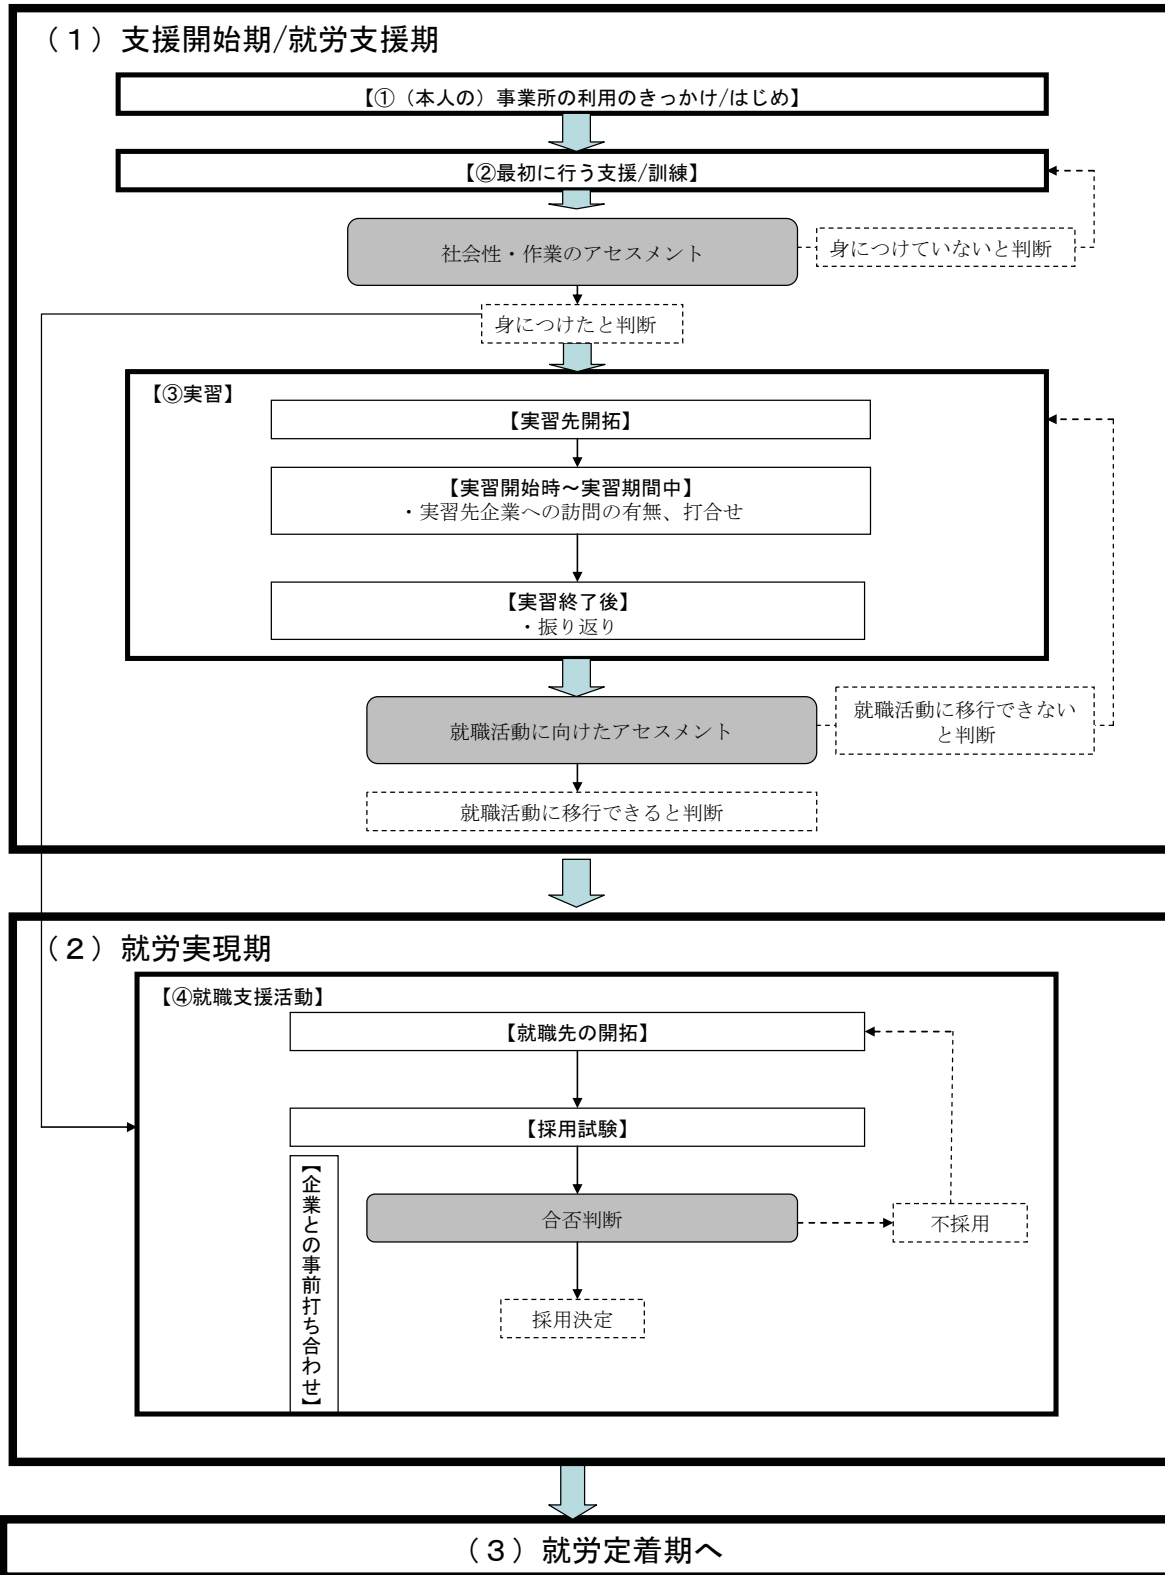 （１）支援開始期/就労支援期
【①（本人の）事業所の利用のきっかけ/はじめ】
【②最初に行う支援/訓練】
社会性・作業のアセスメント
身につけていないと判断
身につけたと判断
【③実習】
【実習先開拓】
【実習開始時～実習期間中】
・実習先企業への訪問の有無、打合せ
【実習終了後】
・振り返り
就職活動に向けたアセスメント
就職活動に移行できない
と判断
就職活動に移行できると判断
（２）就労実現期
【④就職支援活動】
【就職先の開拓】
【採用試験】
【企業との事前打ち合わせ】
合否判断
不採用
採用決定
（３）就労定着期へ